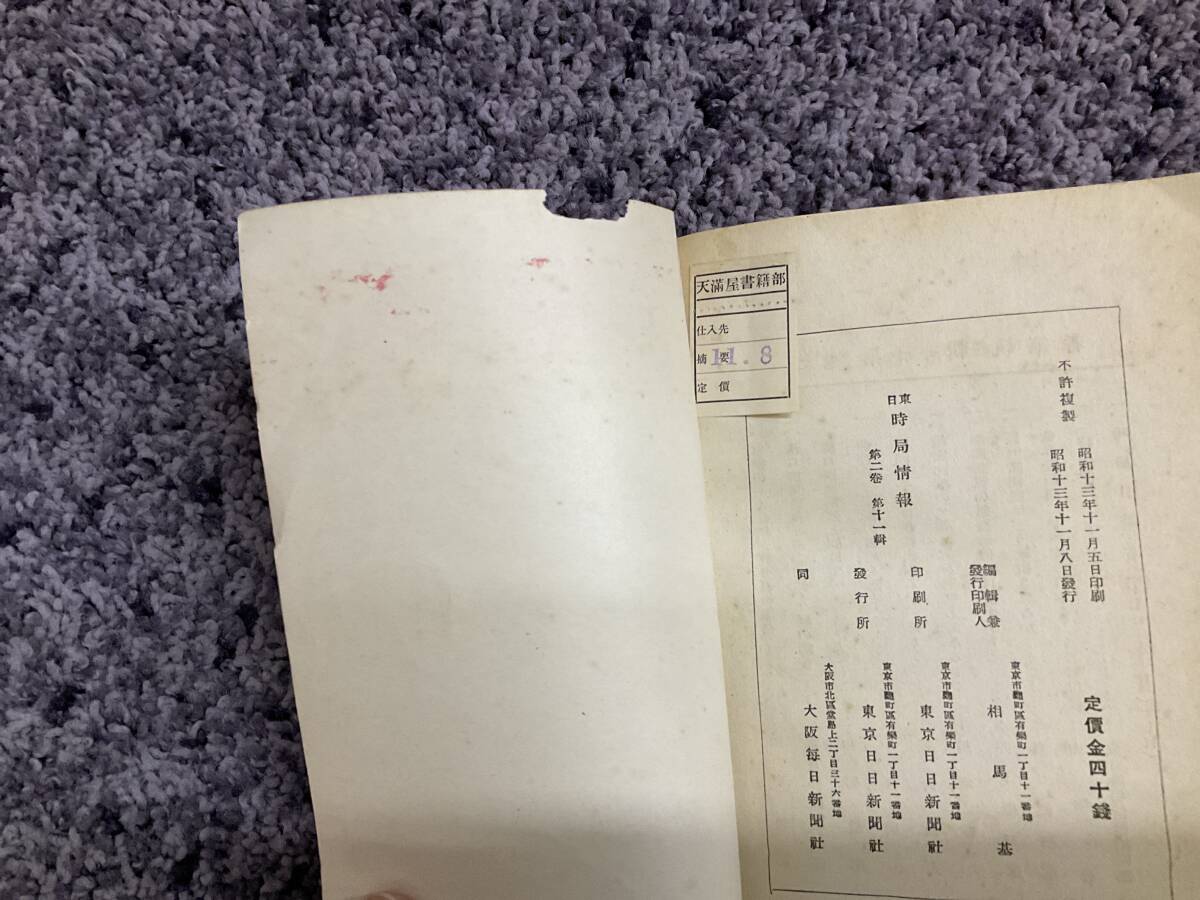 天滿屋書籍部
仕入先
摘要 11.8
定價
不許複製
昭和十三年十一月五日印刷
昭和十三年十一月八日發行
定價金四十錢
東日 時局情報
第二卷 第十一輯
編輯兼發行印刷人
東京市麴町區有樂町一丁目十一番地
相馬基
印刷所
東京市麴町區有樂町一丁目十一番地
東京日日新聞社
發行所
東京市麴町區有樂町一丁目十一番地
東京日日新聞社
同
大阪市北區堂島上二丁目三十六番地
大阪每日新聞社